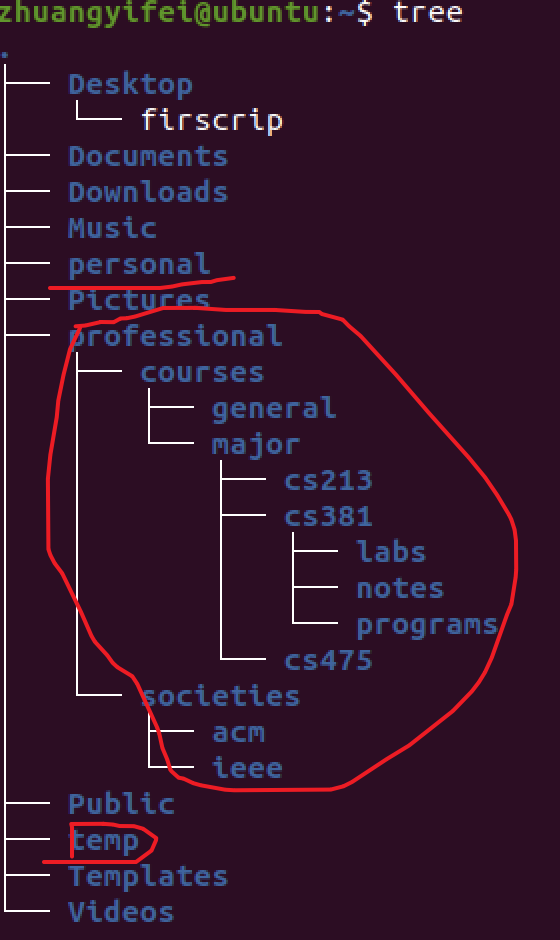 zhuangyifei@ubuntu:~$ tree
.
├── Desktop
│   └── firscrip
├── Documents
├── Downloads
├── Music
├── personal
├── Pictures
├── professional
│   ├── courses
│   │   ├── general
│   │   └── major
│   │       ├── cs213
│   │       ├── cs381
│   │       │   ├── labs
│   │       │   ├── notes
│   │       │   └── programs
│   │       └── cs475
│   └── societies
│       ├── acm
│       └── ieee
├── Public
├── temp
├── Templates
└── Videos